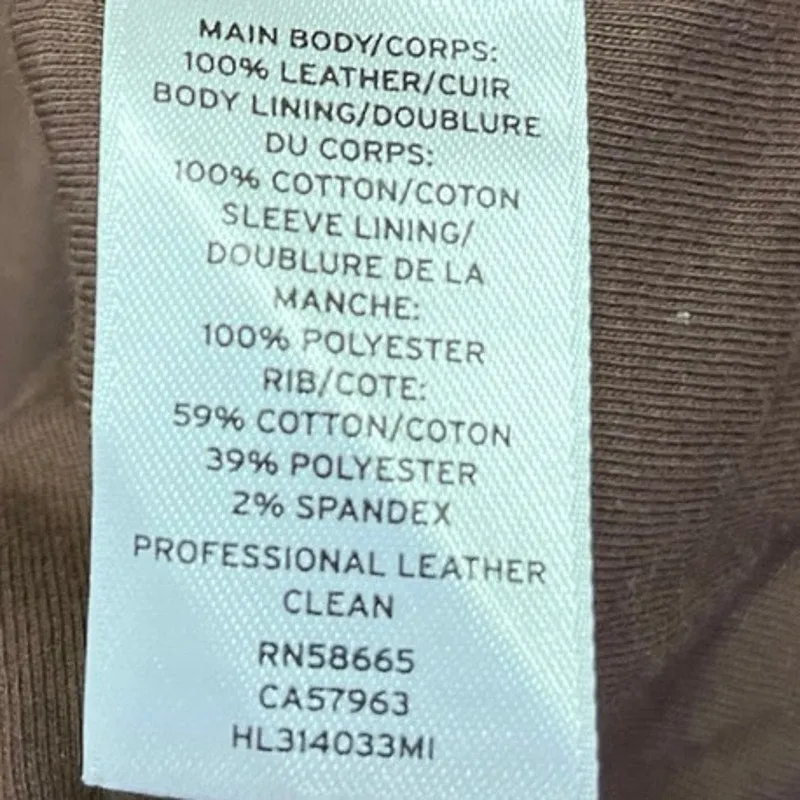 MAIN BODY/CORPS:
100% LEATHER/CUIR
BODY LINING/DOUBLURE
DU CORPS:
100% COTTON/COTON
SLEEVE LINING/
DOUBLURE DE LA
MANCHE:
100% POLYESTER
RIB/COTE:
59% COTTON/COTON
39% POLYESTER
2% SPANDEX
PROFESSIONAL LEATHER
CLEAN
RN58665
CA57963
HL314033MI